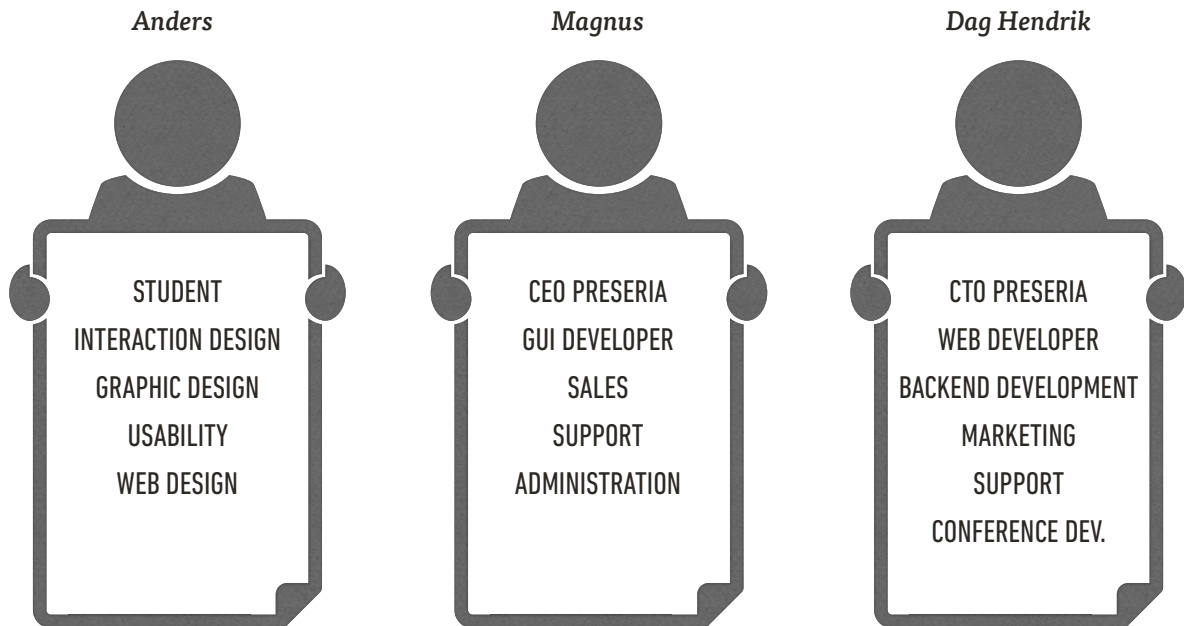 Anders
STUDENT
INTERACTION DESIGN
GRAPHIC DESIGN
USABILITY
WEB DESIGN
Magnus
CEO PRESERIA
GUI DEVELOPER
SALES
SUPPORT
ADMINISTRATION
Dag Hendrik
CTO PRESERIA
WEB DEVELOPER
BACKEND DEVELOPMENT
MARKETING
SUPPORT
CONFERENCE DEV.